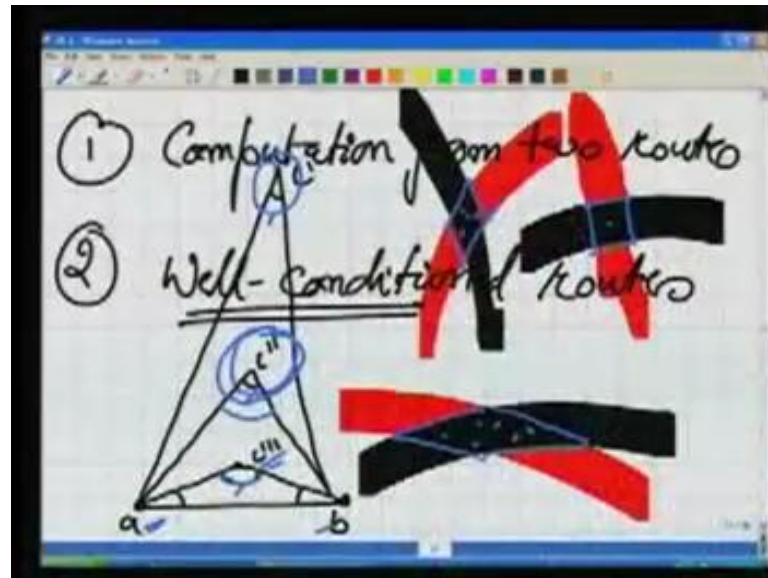 ① Computation from two routes
② Well-conditioned routes
c'
c"
c'''
a
b